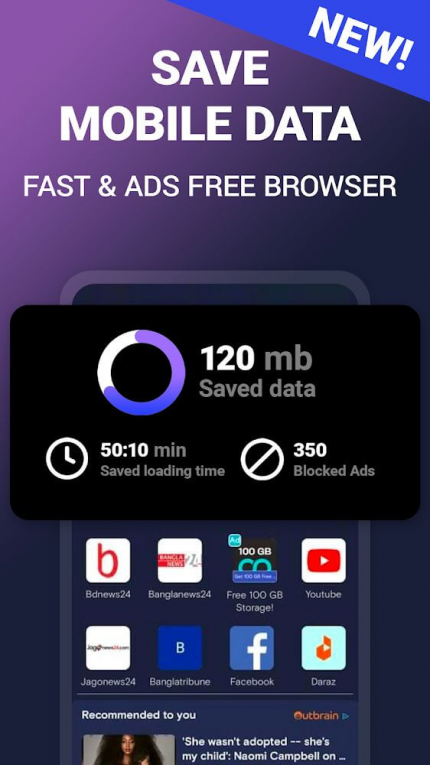 NEW!
SAVE
MOBILE DATA
FAST & ADS FREE BROWSER
120 mb
Saved data
50:10 min
Saved loading time
350
Blocked Ads
b
BANGLA
NEWS 24
Ad
100 GB
Get 100 GB Free...
Bdnews24
Banglanews24
Free 100 GB
Storage!
Youtube
Jagonews24.com
B
Jagonews24
Banglatribune
Facebook
Daraz
Recommended to you
Outbrain
'She wasn't adopted -- she's
my child': Naomi Campbell on ...